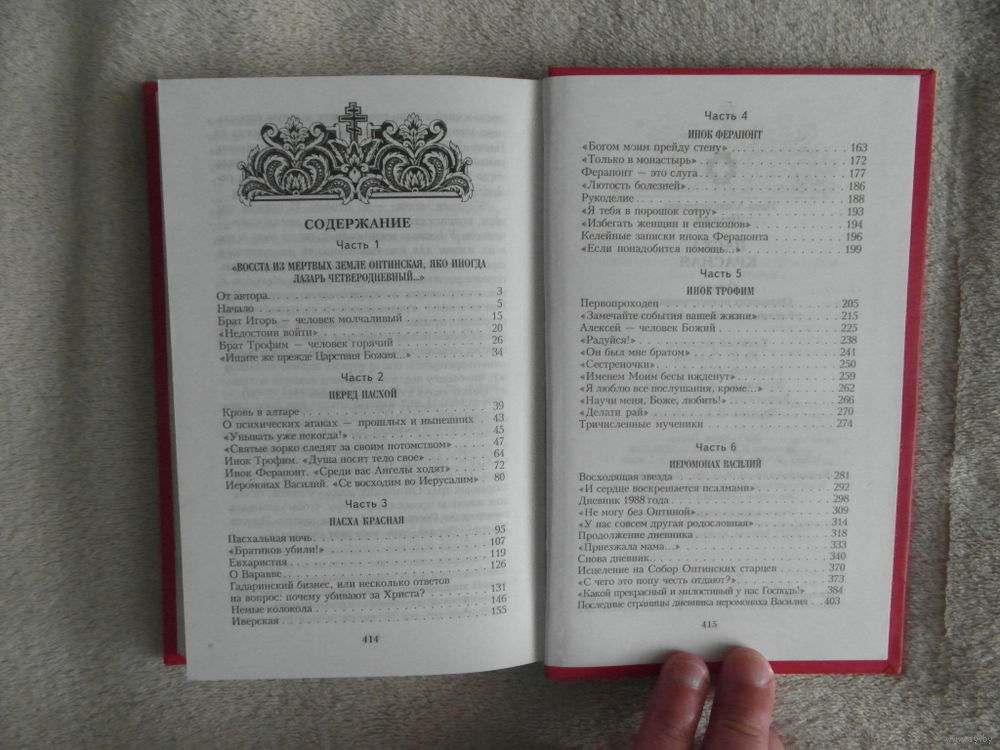 СОДЕРЖАНИЕ
Часть 1
«ВОССТА ИЗ МЕРТВЫХ ЗЕМЛЕ ОПТИНСКАЯ, ЯКО ИНОГДА
ЛАЗАРЬ ЧЕТВЕРОДНЕВНЫЙ...»
От автора. 3
Начало 5
Брат Игорь — человек молчаливый 15
«Недостоин войти» 20
Брат Трофим — человек горячий 26
«Ищите же прежде Царствия Божия...» 34
Часть 2
ПЕРЕД ПАСХОЙ
Кровь в алтаре 39
О психических атаках — прошлых и нынешних 43
«Унывать уже некогда!» 45
«Святые зорко следят за своим потомством» 47
Инок Трофим. «Душа носит тело свое» 64
Инок Ферапонт. «Среди вас Ангелы ходят» 72
Иеромонах Василий. «Се восходим во Иерусалим» 80
Часть 3
ПАСХА КРАСНАЯ
Пасхальная ночь 95
«Братиков убили!» 107
Евхаристия 119
О Варавве 126
Гадаринский бизнес, или несколько ответов
на вопрос: почему убивают за Христа? 131
Немые колокола 146
Иверская 155
414
Часть 4
ИНОК ФЕРАПОНТ
«Богом моим прейду стену» 163
«Только в монастырь» 172
Ферапонт — это слуга 177
«Лютость болезней» 186
Рукоделие 188
«Я тебя в порошок сотру» 193
«Избегать женщин и епископов» 194
Келейные записки инока Ферапонта 196
«Если понадобится помощь...» 199
Часть 5
ИНОК ТРОФИМ
Первопроходец 205
«Замечайте события вашей жизни» 215
Алексей — человек Божий 225
«Радуйся!» 238
«Он был мне братом» 241
«Сестреночки» 250
«Именем Моим бесы ижденут» 259
«Я люблю все послушания, кроме...» 262
«Научи меня, Боже, любить!» 266
«Делати рай» 270
Тричисленные мученики 274
Часть 6
ИЕРОМОНАХ ВАСИЛИЙ
Восходящая звезда 281
«И сердце воскрешается псалмами» 292
Дневник 1988 года 298
«Не могу без Оптиной» 309
«У нас совсем другая родословная» 314
Продолжение дневника 318
«Приезжала мама...» 333
Снова дневник 340
Исцеление на Собор Оптинских старцев 370
«С чего это попу честь отдают?» 373
«Какой прекрасный и милостивый у нас Господь!» 384
Последние страницы дневника иеромонаха Василия 403
415